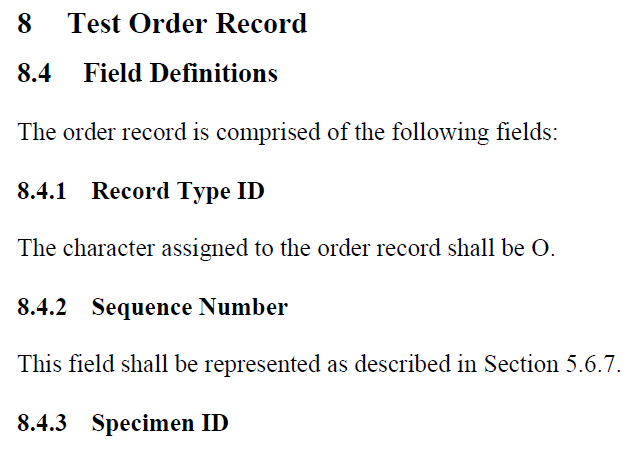 8 Test Order Record
8.4 Field Definitions
The order record is comprised of the following fields:
8.4.1 Record Type ID
The character assigned to the order record shall be O.
8.4.2 Sequence Number
This field shall be represented as described in Section 5.6.7.
8.4.3 Specimen ID